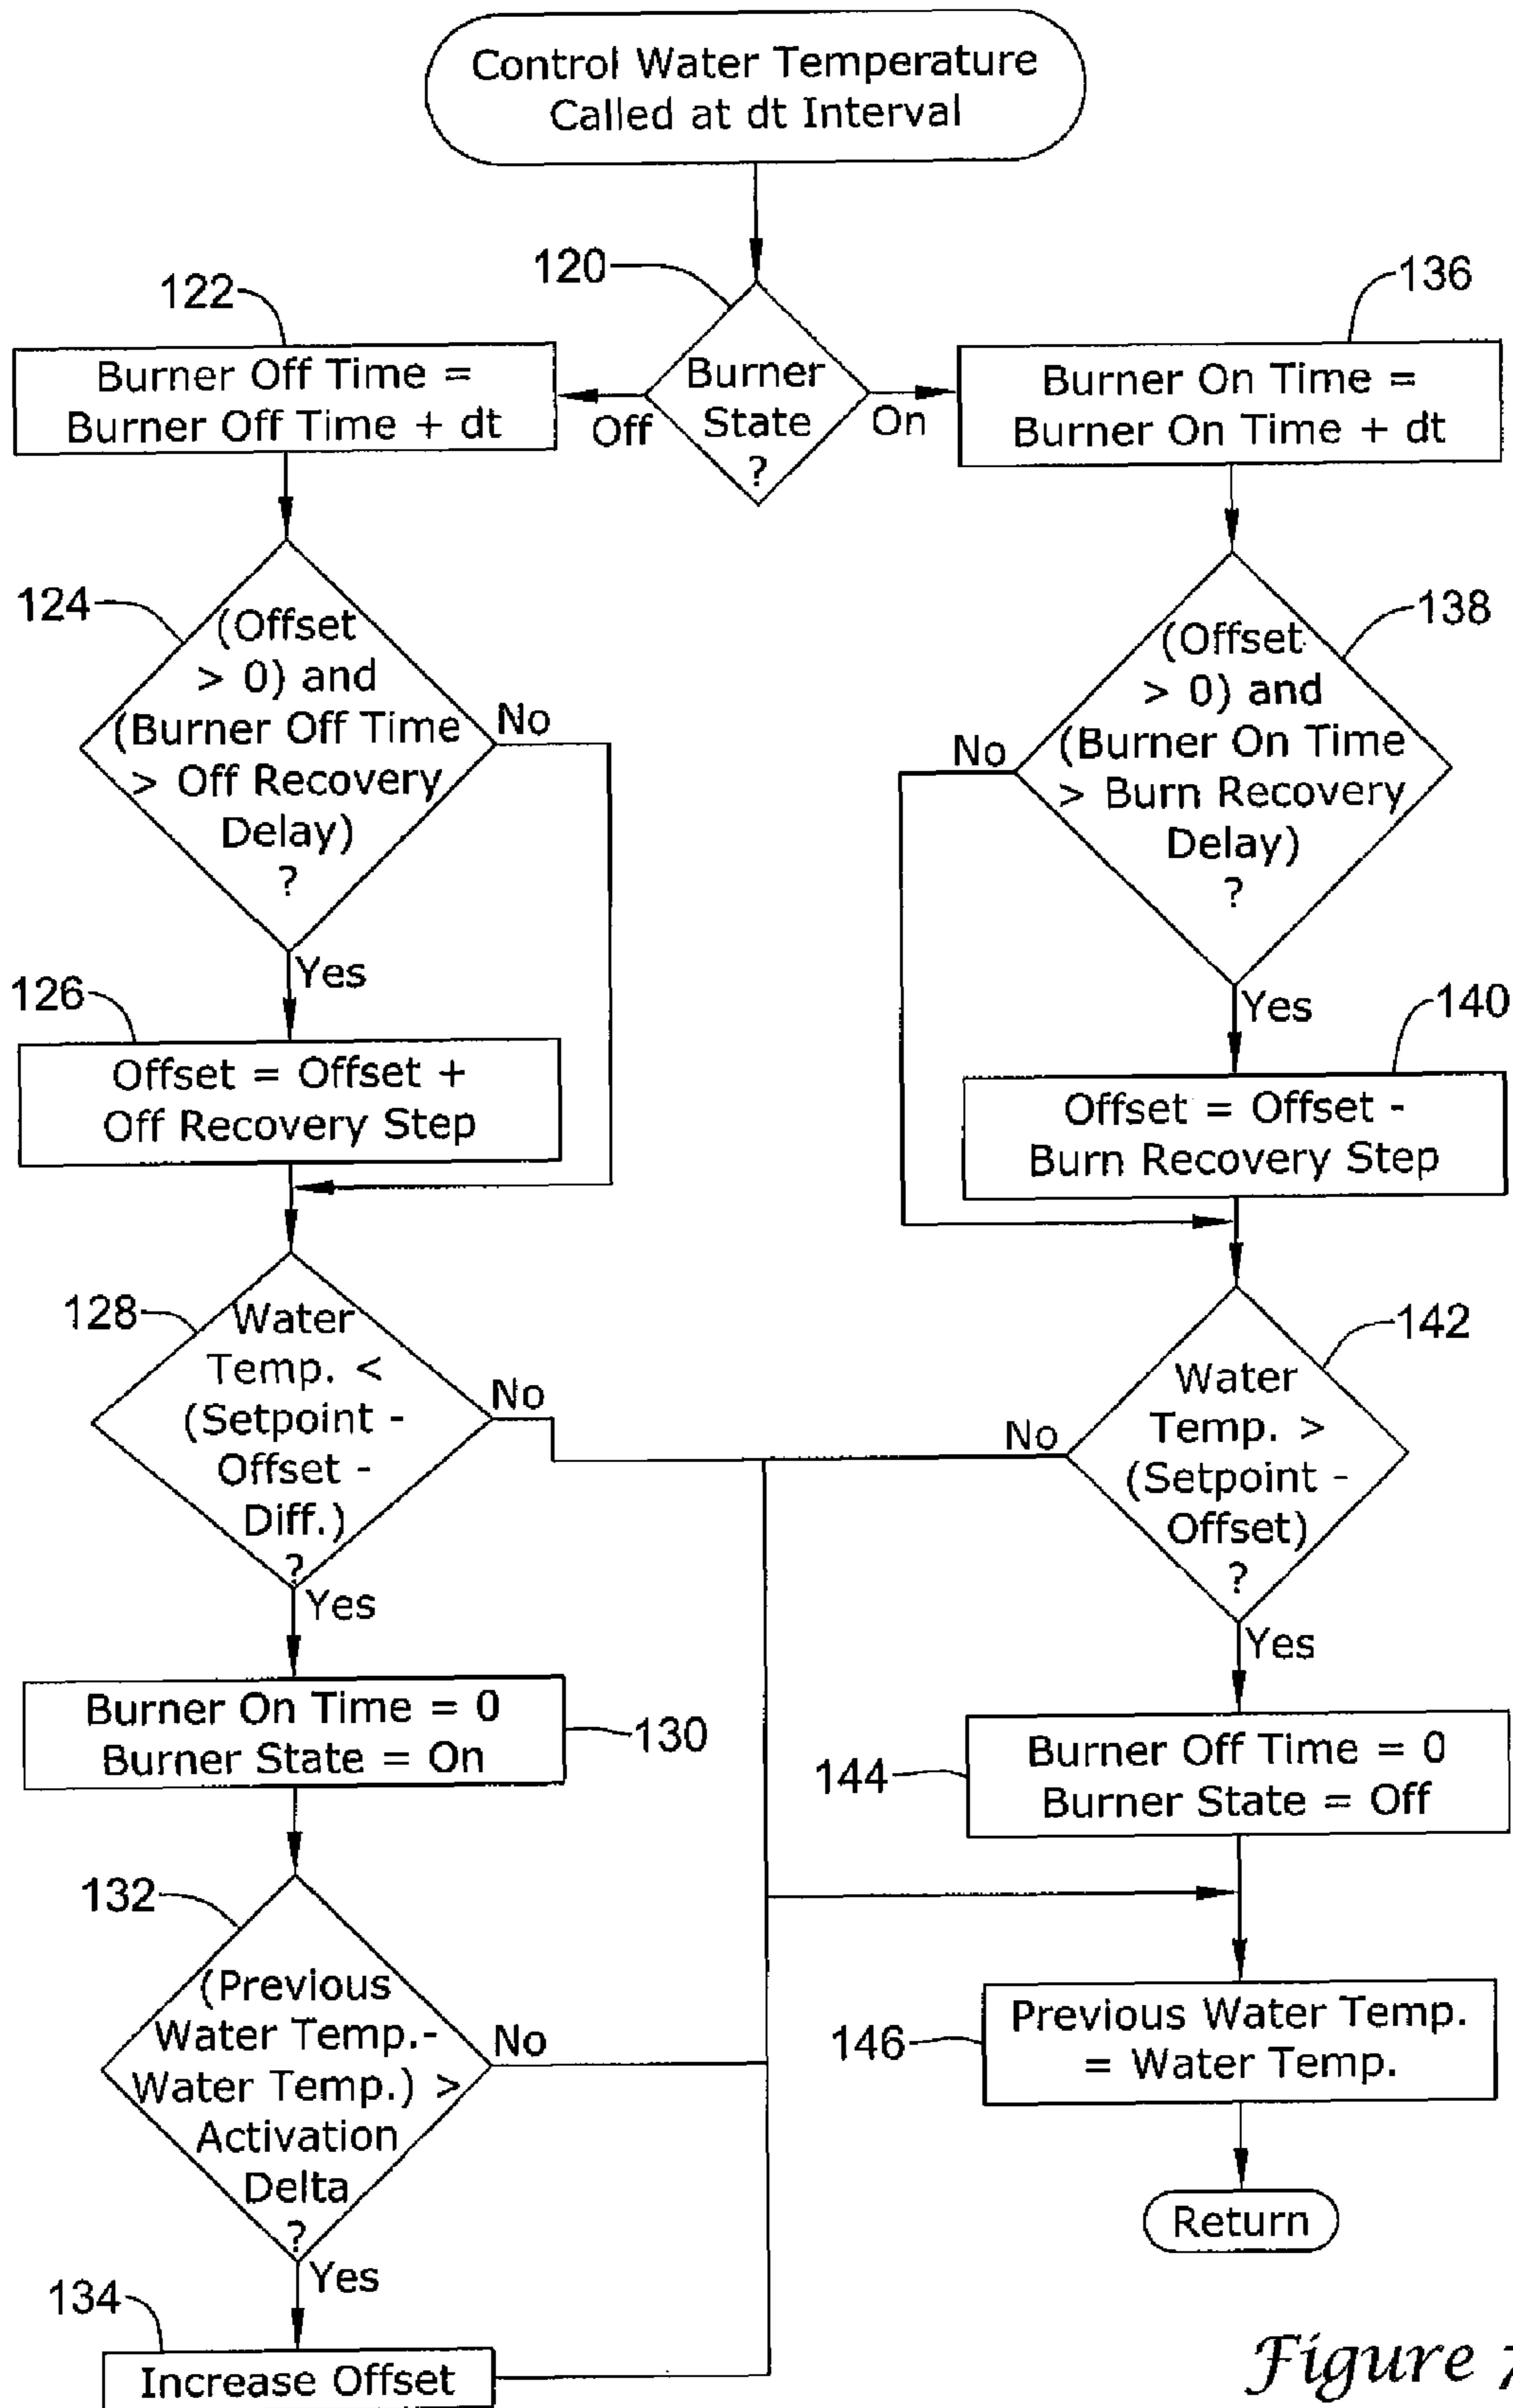 Control Water Temperature
Called at dt Interval
120
Burner
State
?
Off
On
122
Burner Off Time =
Burner Off Time + dt
124
(Offset
> 0) and
(Burner Off Time
> Off Recovery
Delay)
?
No
Yes
126
Offset = Offset +
Off Recovery Step
128
Water
Temp. <
(Setpoint -
Offset -
Diff.)
?
No
Yes
Burner On Time = 0
Burner State = On
130
132
(Previous
Water Temp.-
Water Temp.) >
Activation
Delta
?
No
Yes
134
Increase Offset
136
Burner On Time =
Burner On Time + dt
138
(Offset
> 0) and
(Burner On Time
> Burn Recovery
Delay)
?
No
Yes
140
Offset = Offset -
Burn Recovery Step
142
Water
Temp. >
(Setpoint -
Offset)
?
No
Yes
144
Burner Off Time = 0
Burner State = Off
146
Previous Water Temp.
= Water Temp.
Return
Figure 7